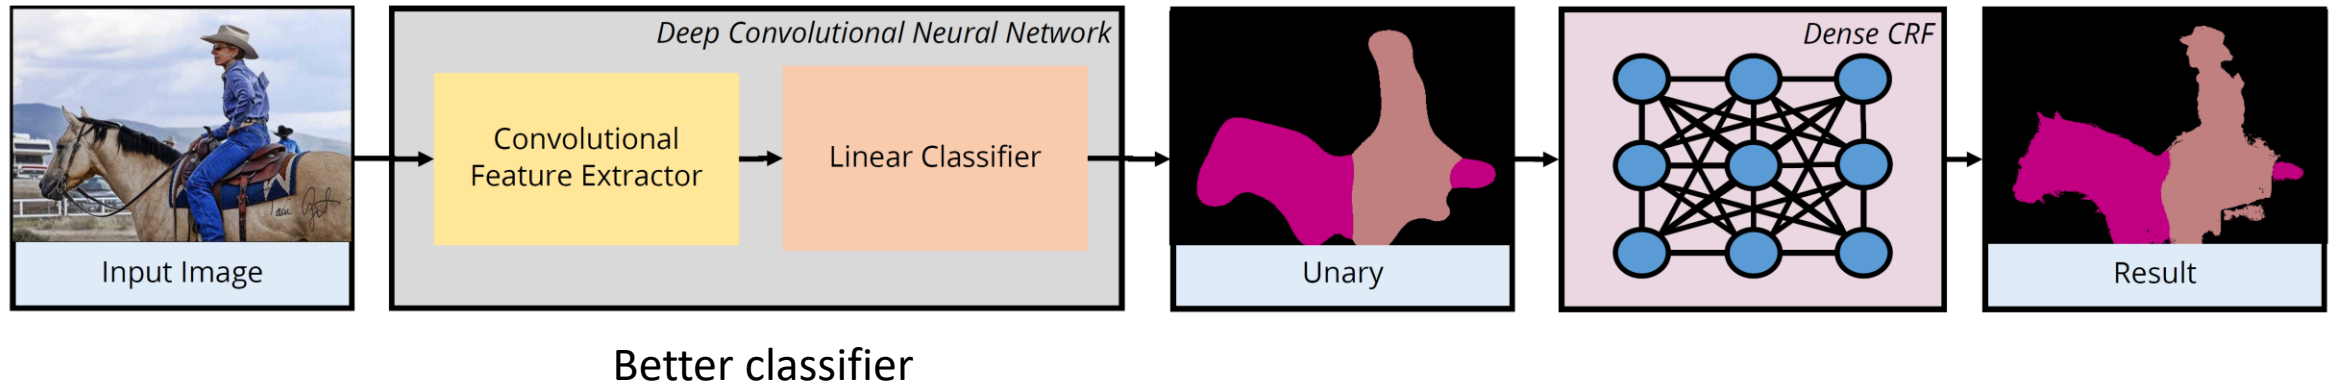 Deep Convolutional Neural Network
Dense CRF
Convolutional
Feature Extractor
Linear Classifier
Input Image
Unary
Result
Better classifier